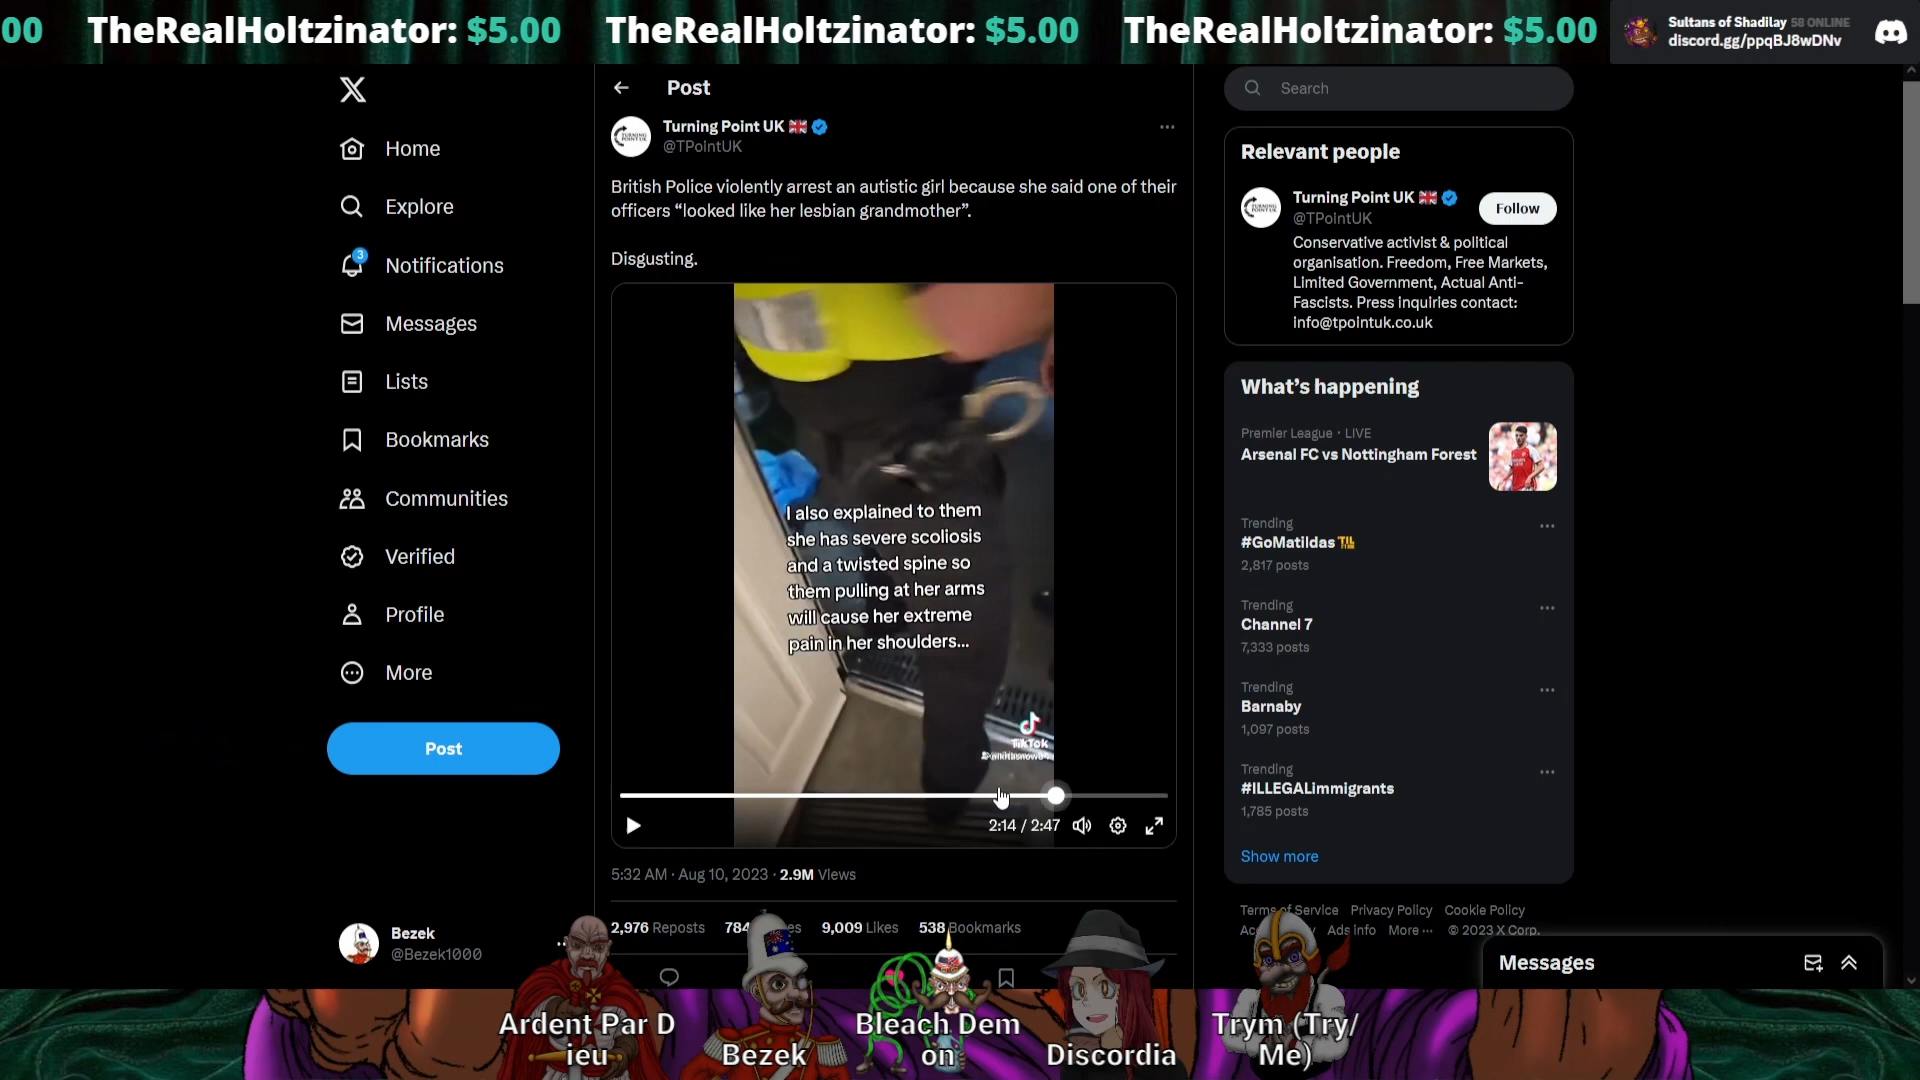 00 TheRealHoltzinator: $5.00 TheRealHoltzinator: $5.00 TheRealHoltzinator: $5.00
Sultans of Shadilay 58 ONLINE
discord.gg/ppqBJ8wDNv
Home
3
Explore
Notifications
Messages
Lists
Bookmarks
Communities
Verified
Profile
More
Post
Bezek
@Bezek1000
Post
Turning Point UK
@TPointUK
British Police violently arrest an autistic girl because she said one of their
officers “looked like her lesbian grandmother”.
Disgusting.
I also explained to them
she has severe scoliosis
and a twisted spine so
them pulling at her arms
will cause her extreme
pain in her shoulders...
TikTok
2:14 / 2:47
5:32 AM · Aug 10, 2023 · 2.9M Views
2,976 Reposts 784 9,009 Likes 538 Bookmarks
Search
Relevant people
Turning Point UK
@TPointUK
Follow
Conservative activist & political
organisation. Freedom, Free Markets,
Limited Government, Actual Anti-
Fascists. Press inquiries contact:
info@tpointuk.co.uk
What’s happening
Premier League · LIVE
Arsenal FC vs Nottingham Forest
Trending
#GoMatildas
2,817 posts
Trending
Channel 7
7,333 posts
Trending
Barnaby
1,097 posts
Trending
#ILLEGALimmigrants
1,785 posts
Show more
Terms of Service Privacy Policy Cookie Policy
Ads info More ··· © 2023 X Corp.
Messages
Ardent Par D
ieu
Bezek
Bleach Dem
on
Discordia
Trym (Try/
Me)